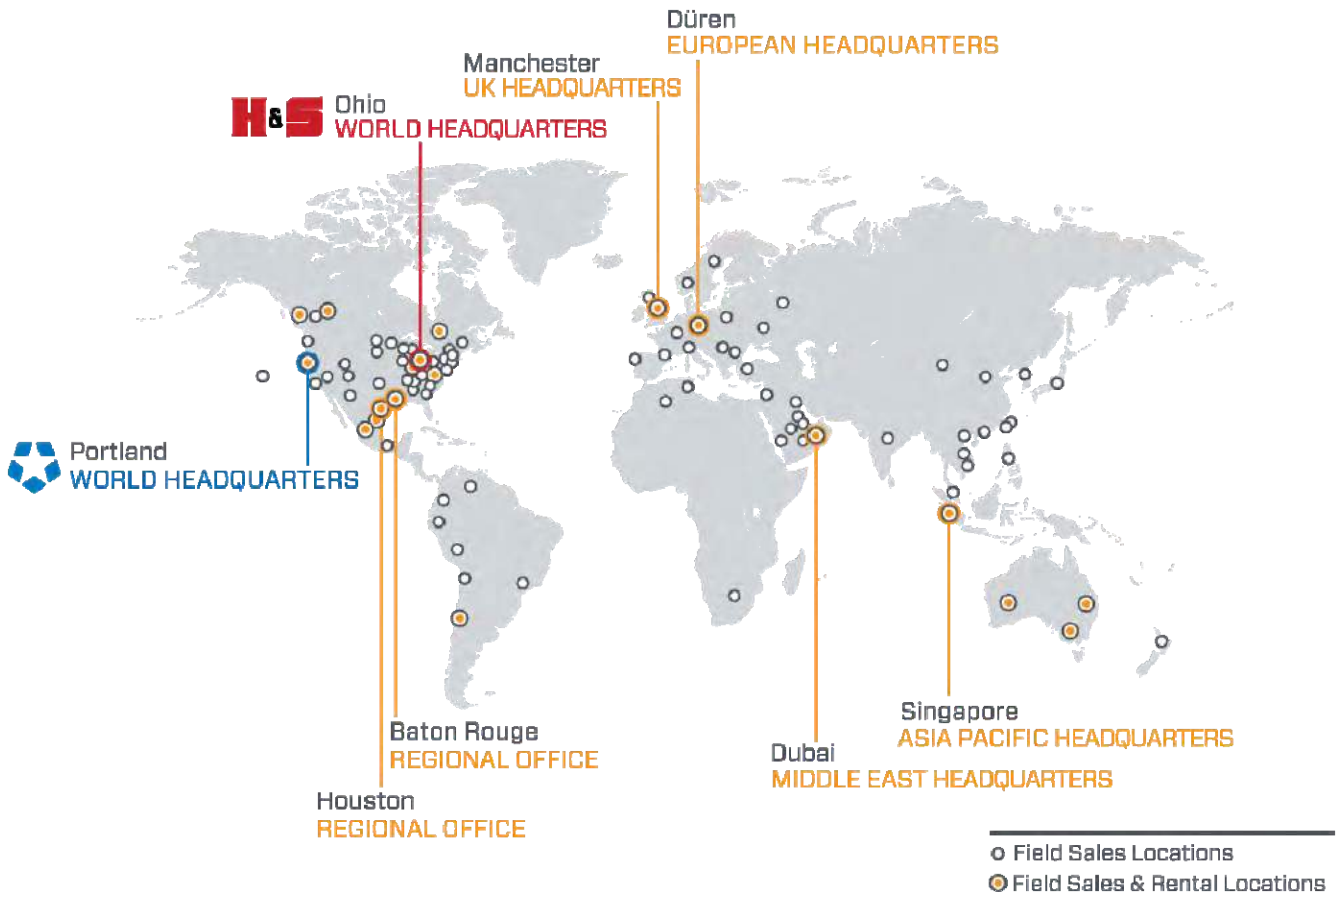 Düren
EUROPEAN HEADQUARTERS
Manchester
UK HEADQUARTERS
H&S
Ohio
WORLD HEADQUARTERS
Portland
WORLD HEADQUARTERS
Baton Rouge
REGIONAL OFFICE
Houston
REGIONAL OFFICE
Singapore
ASIA PACIFIC HEADQUARTERS
Dubai
MIDDLE EAST HEADQUARTERS
Field Sales Locations
Field Sales & Rental Locations